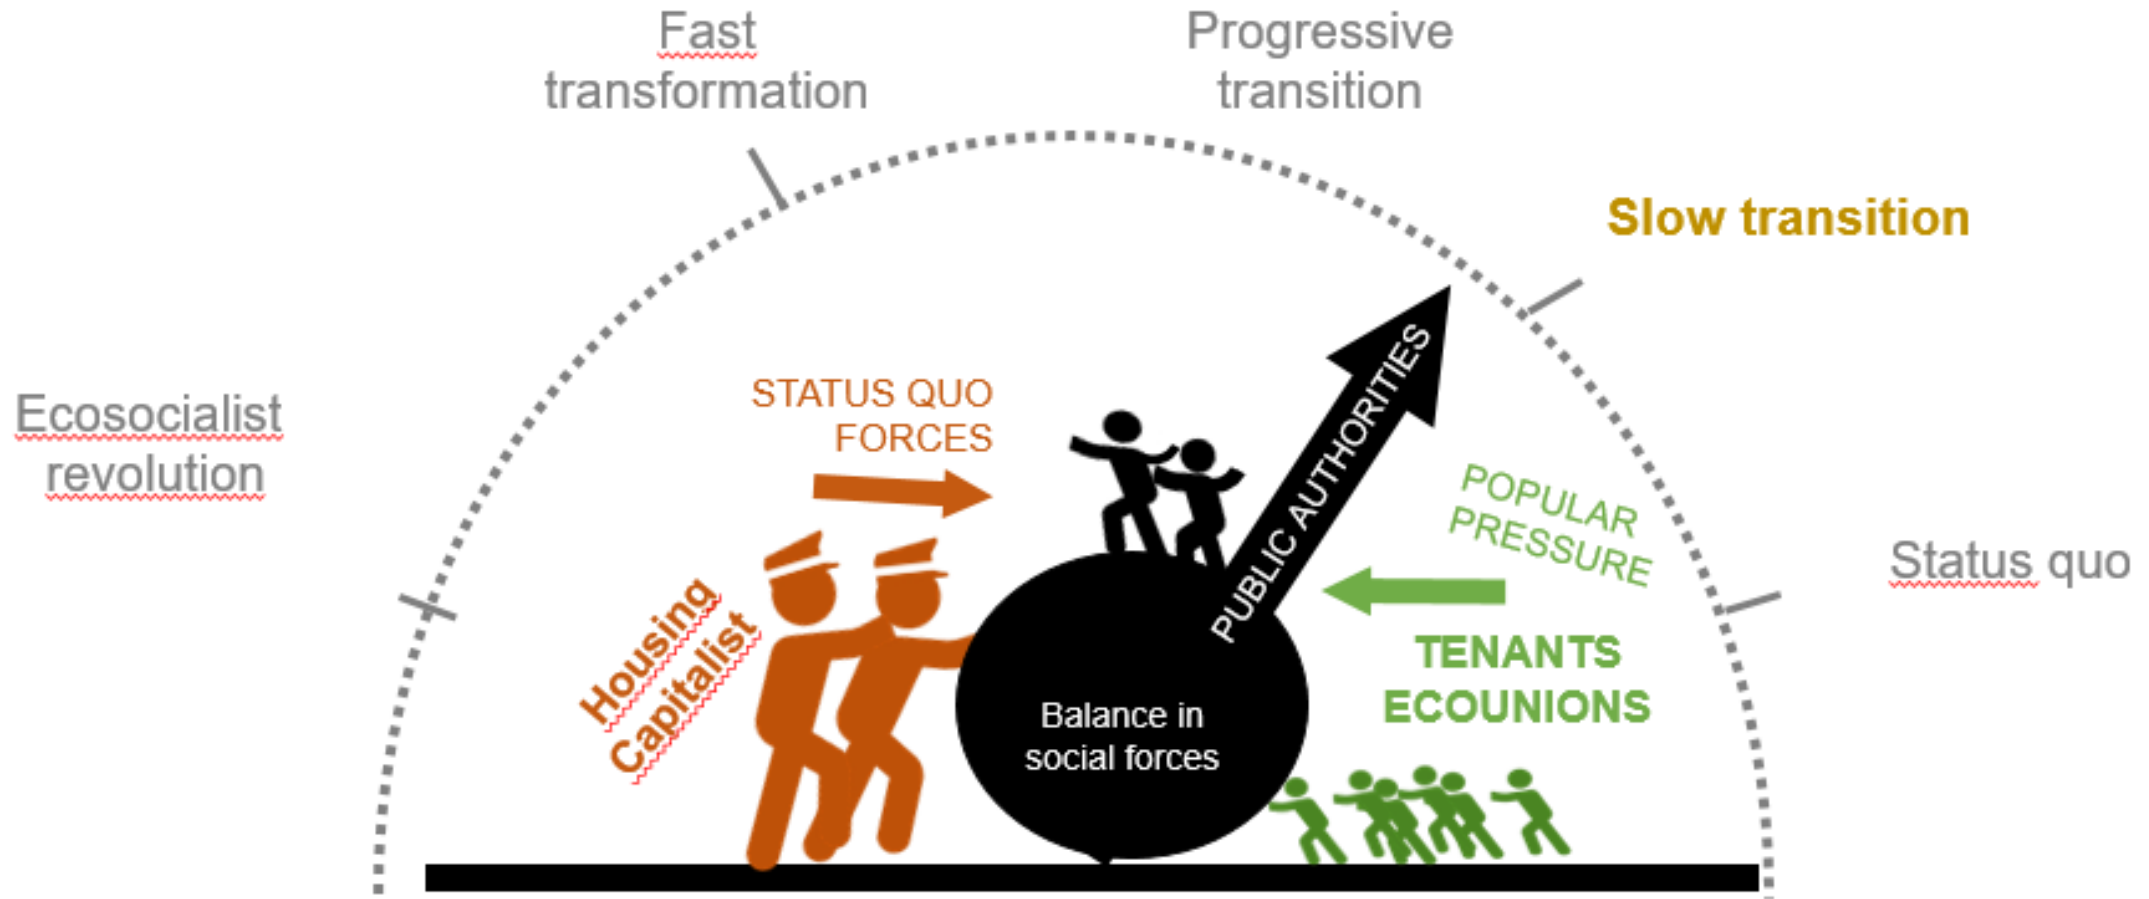 Fast
transformation
Progressive
transition
Slow transition
Ecosocialist
revolution
STATUS QUO
FORCES
PUBLIC AUTHORITIES
POPULAR
PRESSURE
Status quo
Housing
Capitalist
TENANTS
ECOUNIONS
Balance in
social forces